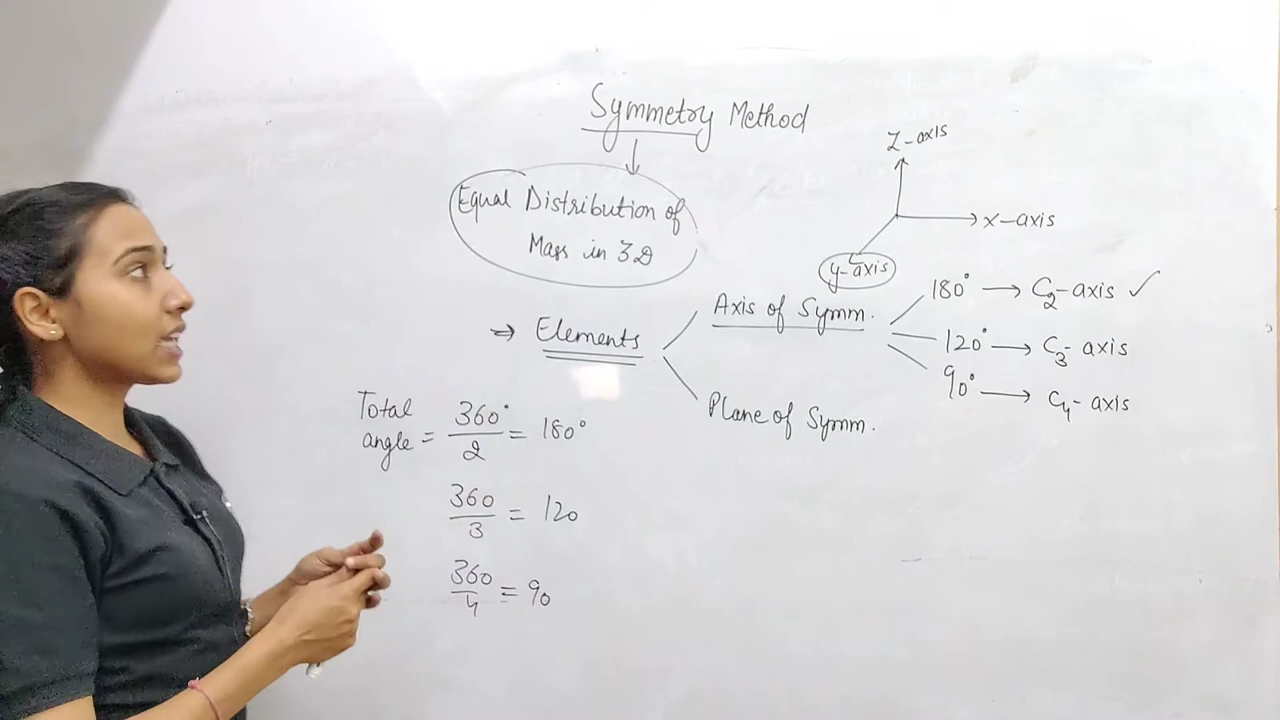 Symmetry Method
↓
Equal Distribution of
Mass in 3D
Z-axis
x-axis
y-axis
→ Elements
Axis of Symm.
180° → C2-axis ✓
120° → C3-axis
90° → C4-axis
Plane of Symm.
Total
angle = 360°/2 = 180°
360/3 = 120
360/4 = 90